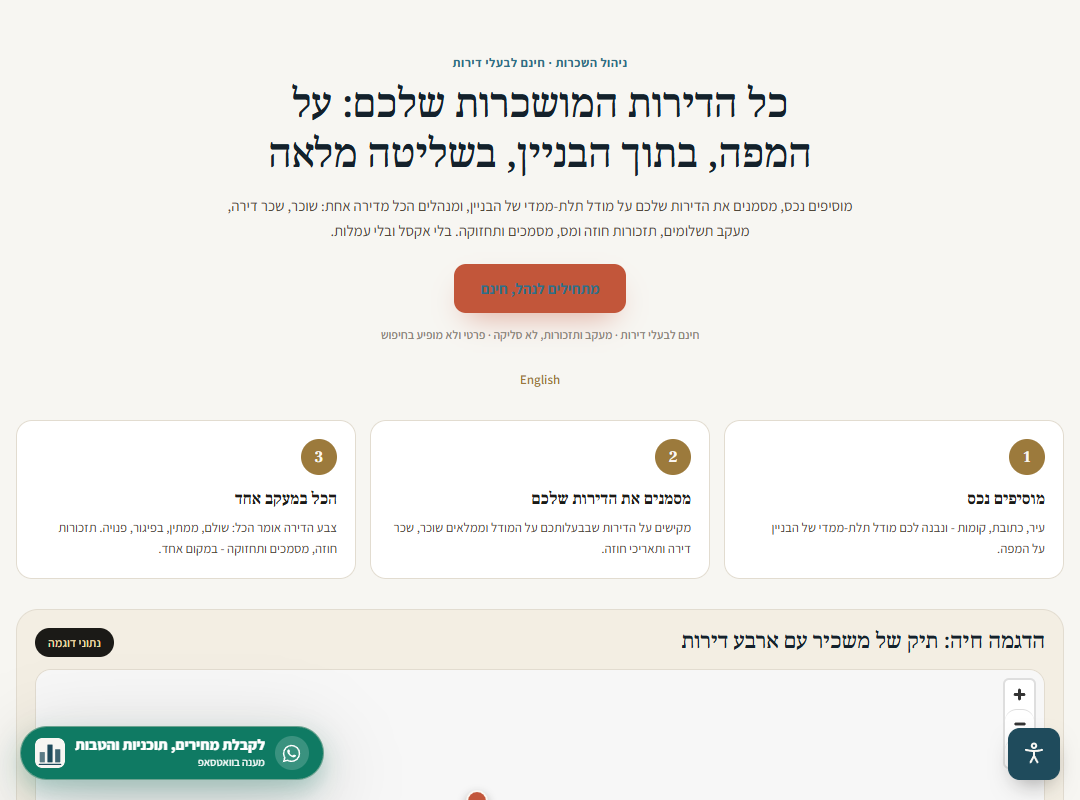 ניהול השכרות · חינם לבעלי דירות
כל הדירות המושכרות שלכם: על
המפה, בתוך הבניין, בשליטה מלאה
מוסיפים נכס, מסמנים את הדירות שלכם על מודל תלת-ממדי של הבניין, ומנהלים הכל מדירה אחת: שוכר, שכר דירה,
מעקב תשלומים, תזכורות חוזה ומס, מסמכים ותחזוקה. בלי אקסל ובלי עמלות.
מתחילים לנהל, חינם
חינם לבעלי דירות · מעקב ותזכורות, לא סליקה · פרטי ולא מופיע בחיפוש
English
1
מוסיפים נכס
עיר, כתובת, קומות - ונבנה לכם מודל תלת-ממדי של הבניין
על המפה.
2
מסמנים את הדירות שלכם
מקישים על הדירות שבבעלותכם על המודל וממלאים שוכר, שכר
דירה ותאריכי חוזה.
3
הכל במעקב אחד
צבע הדירה אומר הכל: שולם, ממתין, בפיגור, פנויה. תזכורות
חוזה, מסמכים ותחזוקה - במקום אחד.
הדגמה חיה: תיק של משכיר עם ארבע דירות
נתוני דוגמה
+
−
לקבלת מחירים, תוכניות והטבות
מענה בוואטסאפ